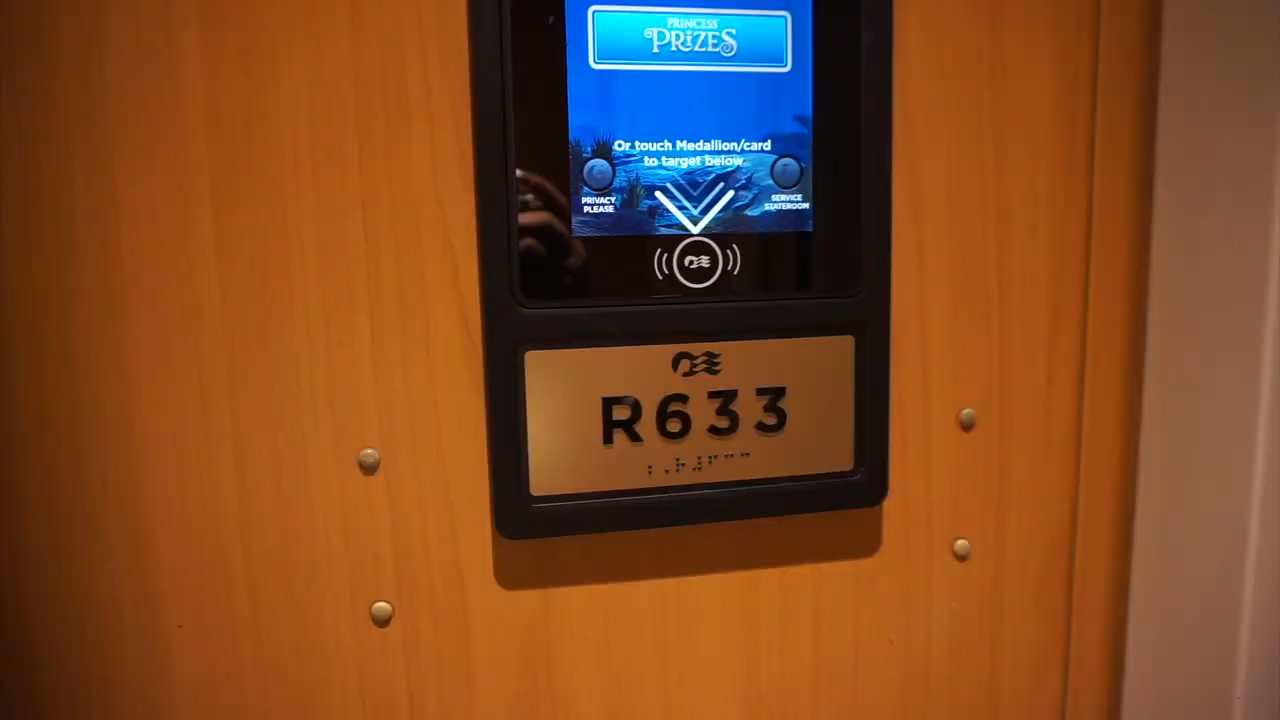 PRINCESS
PRIZES
Or touch Medallion/card
to target below
PRIVACY
PLEASE
SERVICE
STATEROOM
R633